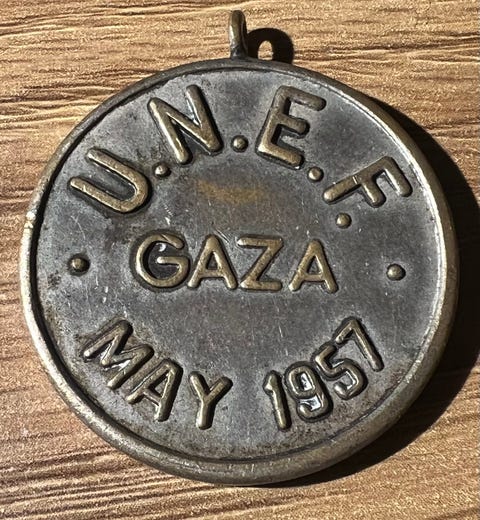 U.N.E.F.
· GAZA ·
MAY 1957